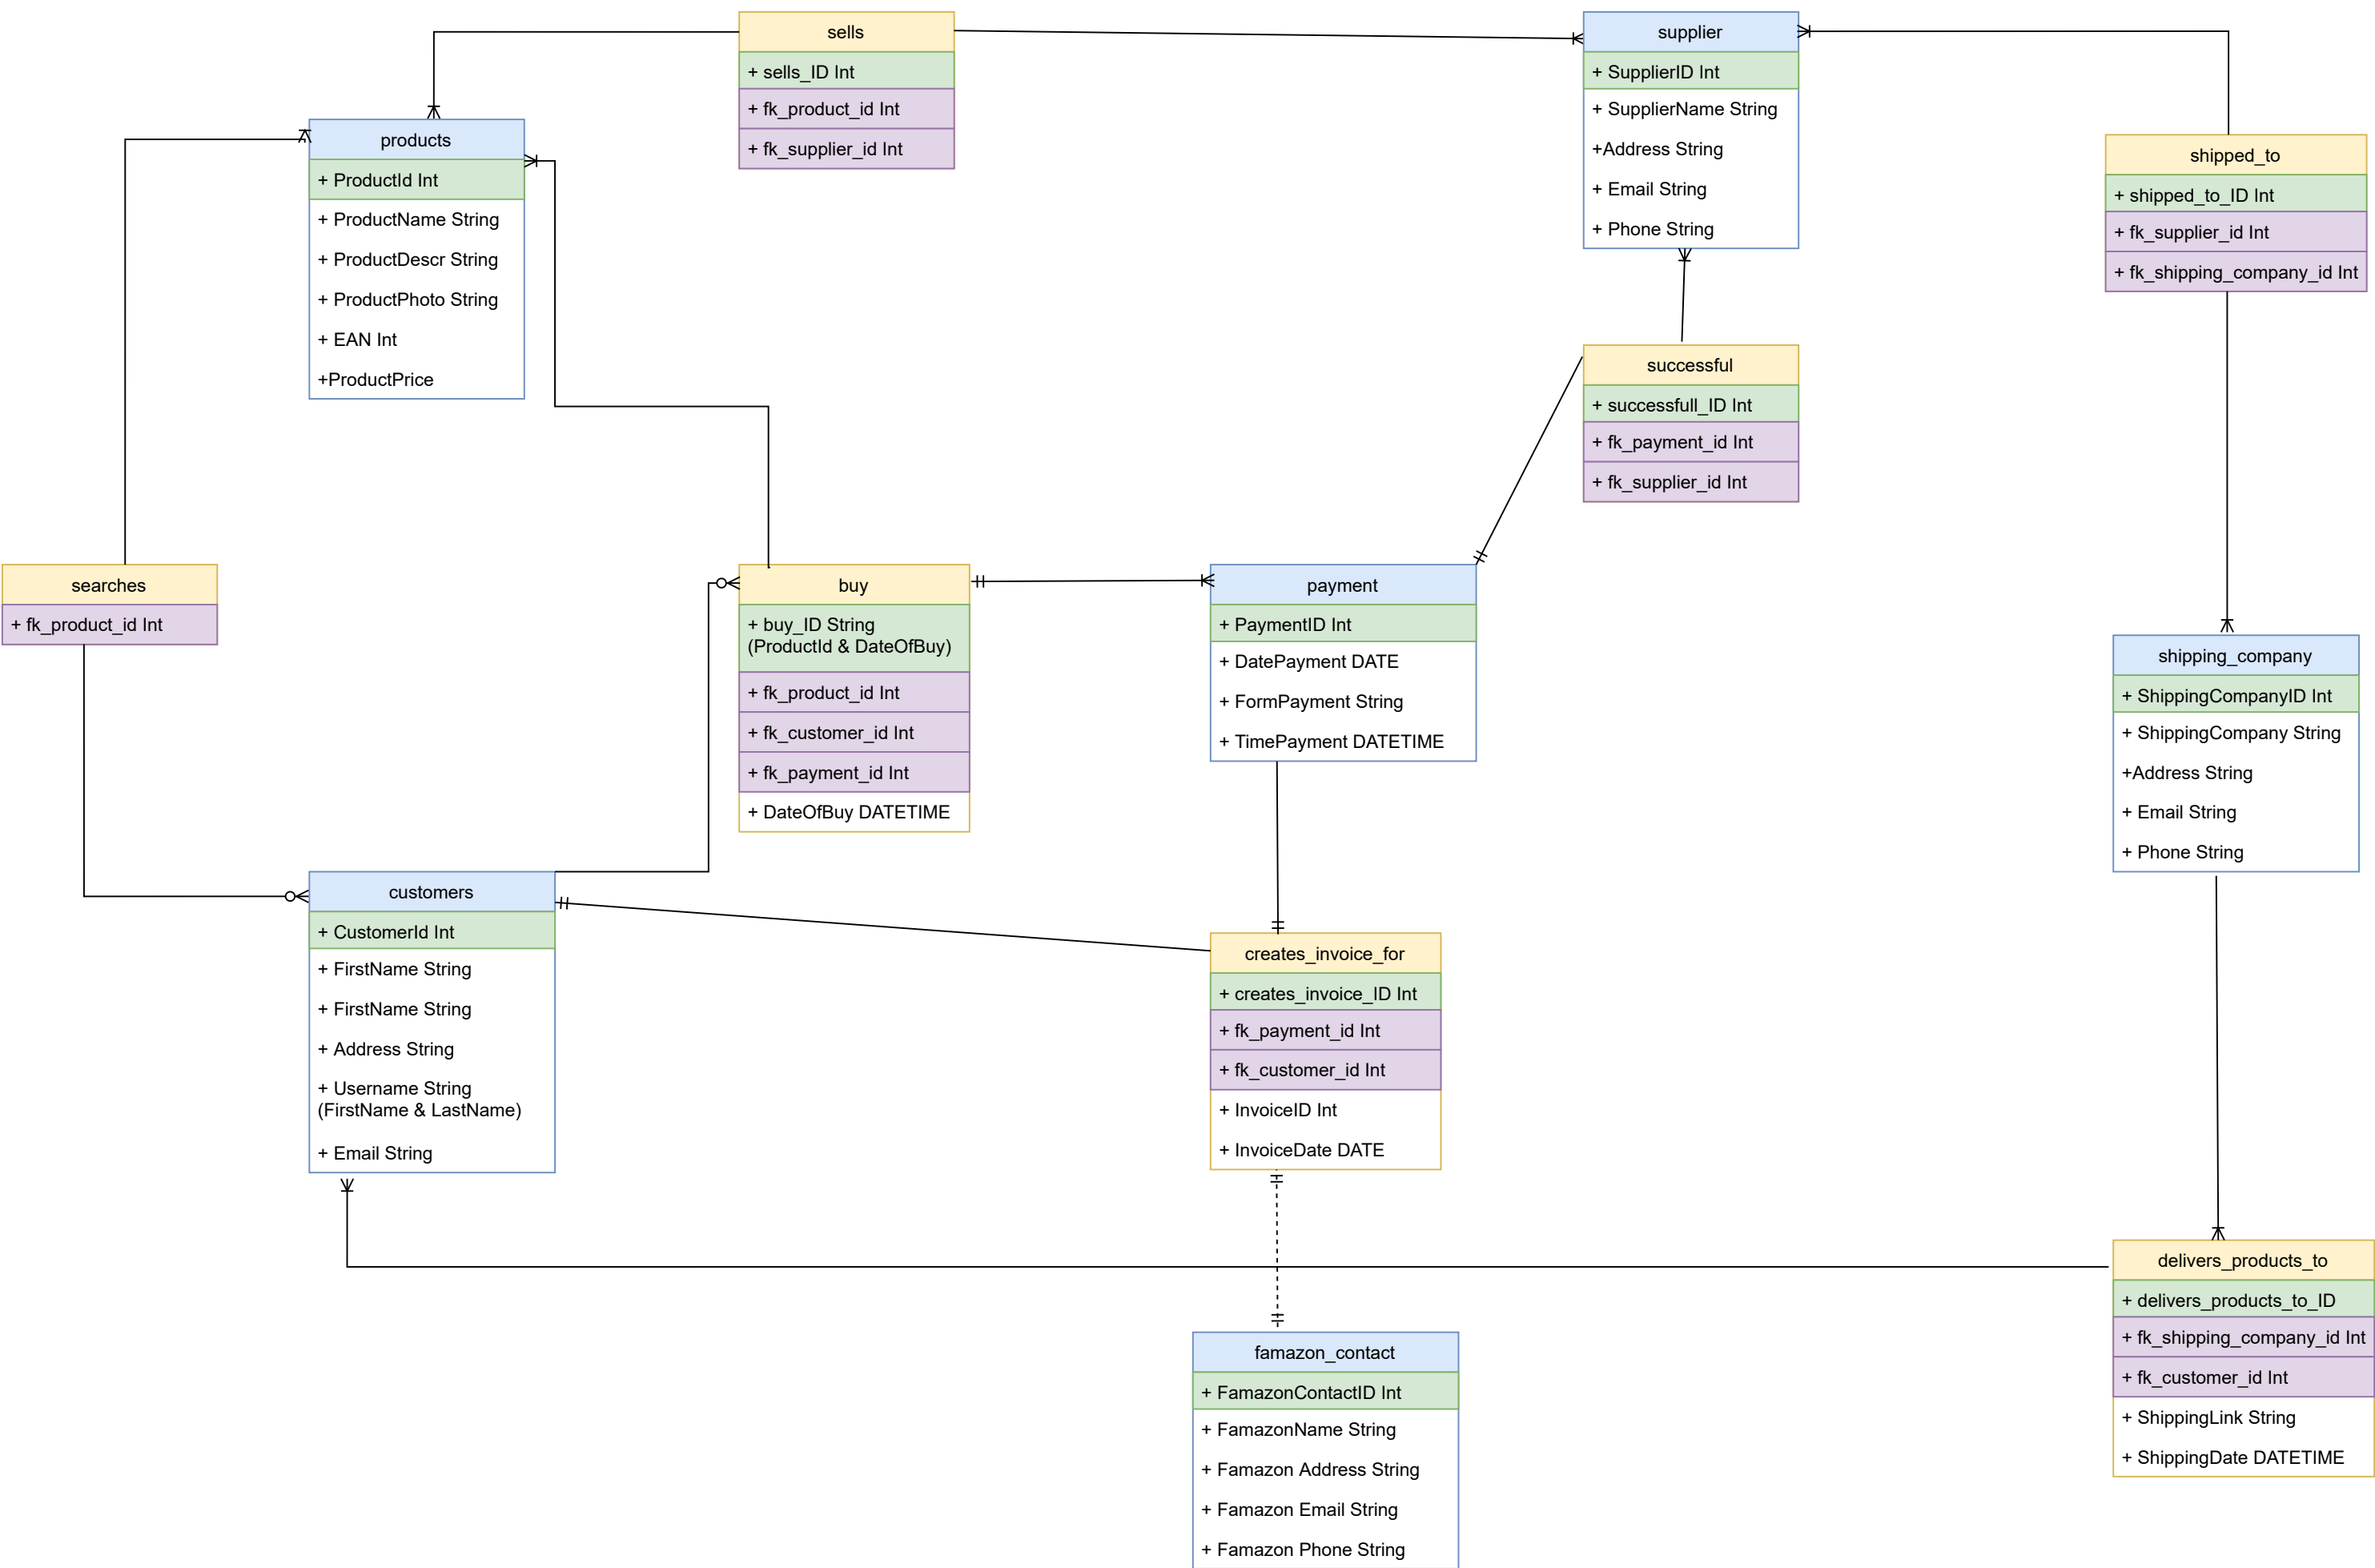 sells
+ sells_ID Int
+ fk_product_id Int
+ fk_supplier_id Int
supplier
+ SupplierID Int
+ SupplierName String
+Address String
+ Email String
+ Phone String
products
+ ProductId Int
+ ProductName String
+ ProductDescr String
+ ProductPhoto String
+ EAN Int
+ProductPrice
shipped_to
+ shipped_to_ID Int
+ fk_supplier_id Int
+ fk_shipping_company_id Int
successful
+ successfull_ID Int
+ fk_payment_id Int
+ fk_supplier_id Int
searches
+ fk_product_id Int
buy
+ buy_ID String
(ProductId & DateOfBuy)
+ fk_product_id Int
+ fk_customer_id Int
+ fk_payment_id Int
+ DateOfBuy DATETIME
payment
+ PaymentID Int
+ DatePayment DATE
+ FormPayment String
+ TimePayment DATETIME
shipping_company
+ ShippingCompanyID Int
+ ShippingCompany String
+Address String
+ Email String
+ Phone String
customers
+ CustomerId Int
+ FirstName String
+ FirstName String
+ Address String
+ Username String
(FirstName & LastName)
+ Email String
creates_invoice_for
+ creates_invoice_ID Int
+ fk_payment_id Int
+ fk_customer_id Int
+ InvoiceID Int
+ InvoiceDate DATE
delivers_products_to
+ delivers_products_to_ID
+ fk_shipping_company_id Int
+ fk_customer_id Int
+ ShippingLink String
+ ShippingDate DATETIME
famazon_contact
+ FamazonContactID Int
+ FamazonName String
+ Famazon Address String
+ Famazon Email String
+ Famazon Phone String